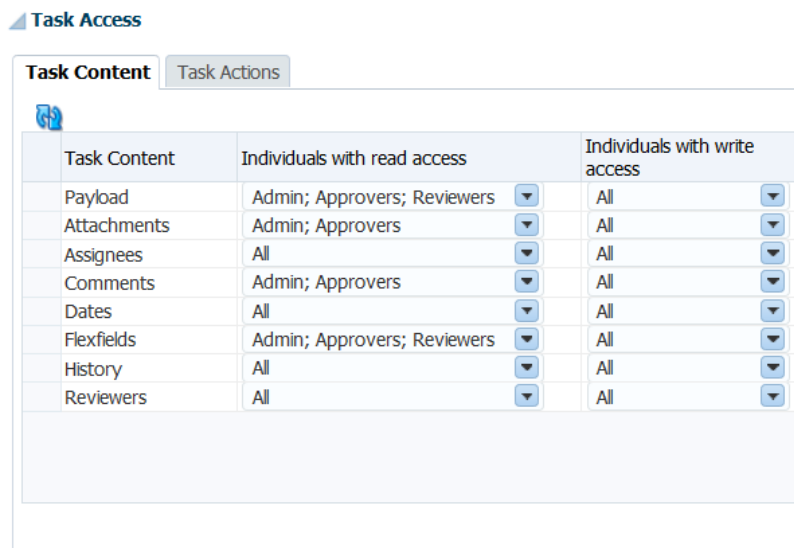 Task Access
Task Content Task Actions
Task Content Individuals with read access Individuals with write access
Payload Admin; Approvers; Reviewers All
Attachments Admin; Approvers All
Assignees All All
Comments Admin; Approvers All
Dates All All
Flexfields Admin; Approvers; Reviewers All
History All All
Reviewers All All